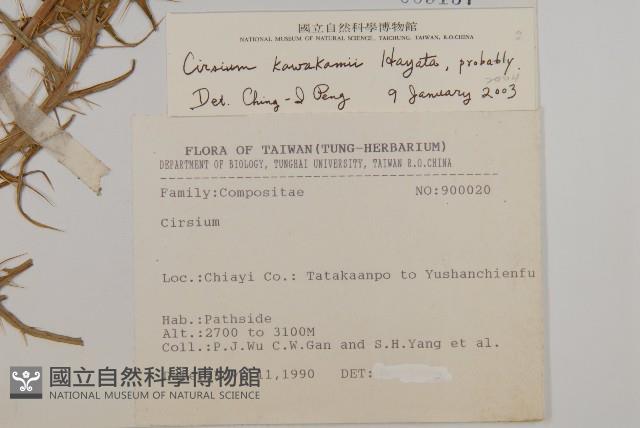 國立自然科學博物館
NATIONAL MUSEUM OF NATURAL SCIENCE, TAICHUNG, TAIWAN, R.O.CHINA
Cirsium kawakamii Hayata, probably.
2004
Det. Ching-I Peng 9 January 2003
FLORA OF TAIWAN(TUNG-HERBARIUM)
DEPARTMENT OF BIOLOGY, TUNGHAI UNIVERSITY, TAIWAN R.O.CHINA
Family:Compositae NO:900020
Cirsium
Loc.:Chiayi Co.: Tatakaanpo to Yushanchienfu
Hab.:Pathside
Alt.:2700 to 3100M
Coll.:P.J.Wu C.W.Gan and S.H.Yang et al.
11,1990 DET:
國立自然科學博物館
NATIONAL MUSEUM OF NATURAL SCIENCE